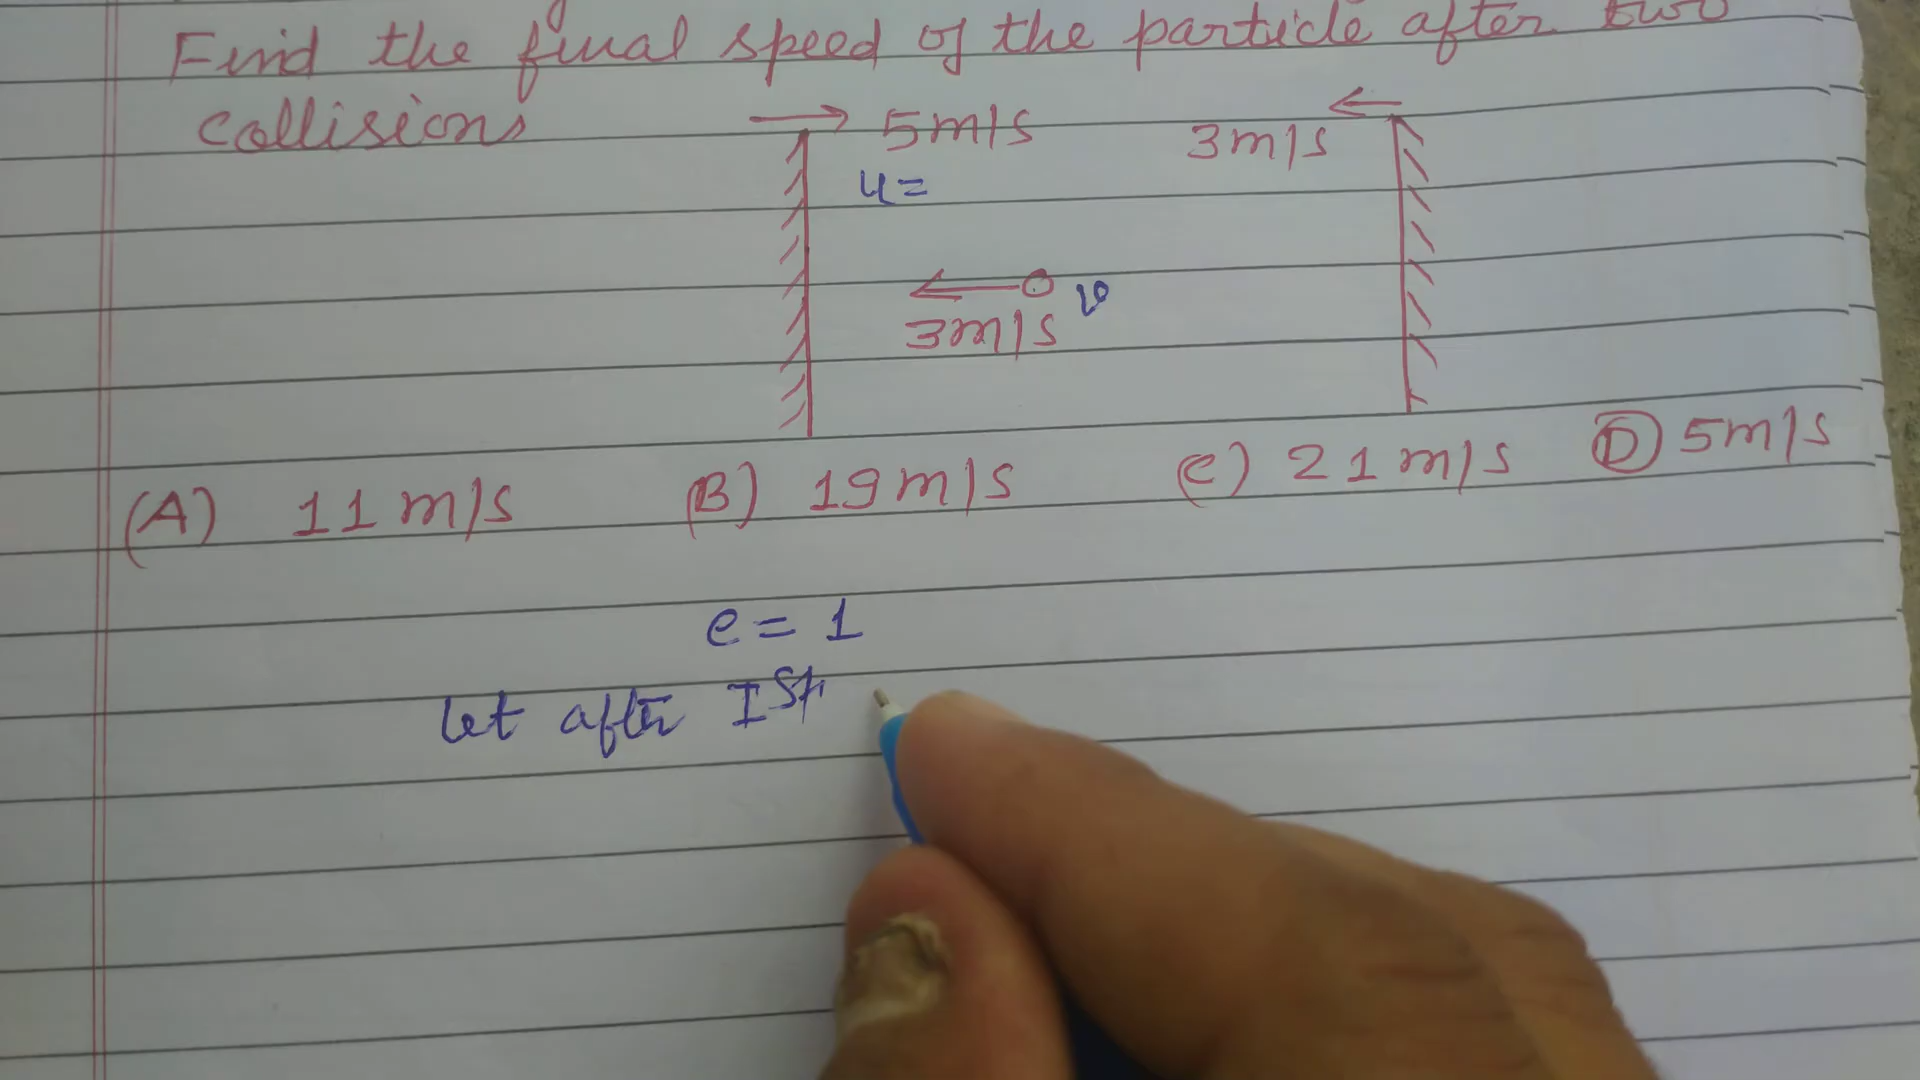 Find the final speed of the particle after two
collisions
5m/s
3m/s
u=
v
3m/s
(A) 11 m/s (B) 19 m/s (C) 21 m/s (D) 5m/s
e = 1
let after Ist